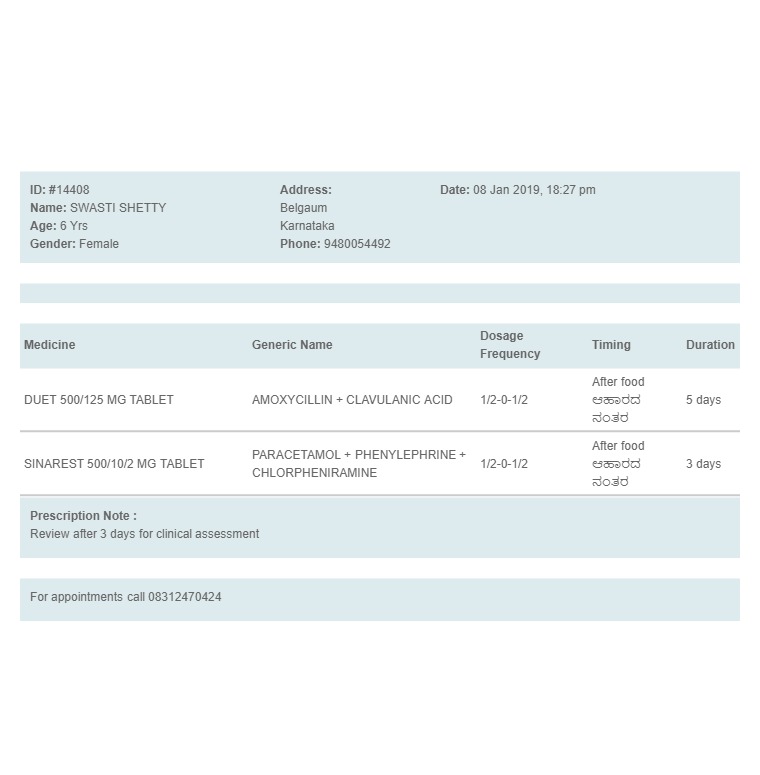 ID: #14408
Name: SWASTI SHETTY
Age: 6 Yrs
Gender: Female
Address:
Belgaum
Karnataka
Phone: 9480054492
Date: 08 Jan 2019, 18:27 pm
Medicine Generic Name Dosage Frequency Timing Duration
DUET 500/125 MG TABLET AMOXYCILLIN + CLAVULANIC ACID 1/2-0-1/2 After food ಆಹಾರದ ನಂತರ 5 days
SINAREST 500/10/2 MG TABLET PARACETAMOL + PHENYLEPHRINE + CHLORPHENIRAMINE 1/2-0-1/2 After food ಆಹಾರದ ನಂತರ 3 days
Prescription Note :
Review after 3 days for clinical assessment
For appointments call 08312470424